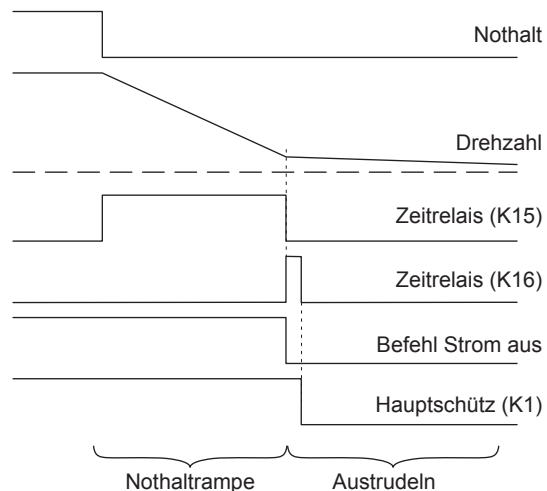 Nothalt
Drehzahl
Zeitrelais (K15)
Zeitrelais (K16)
Befehl Strom aus
Hauptschütz (K1)
Nothaltrampe
Austrudeln